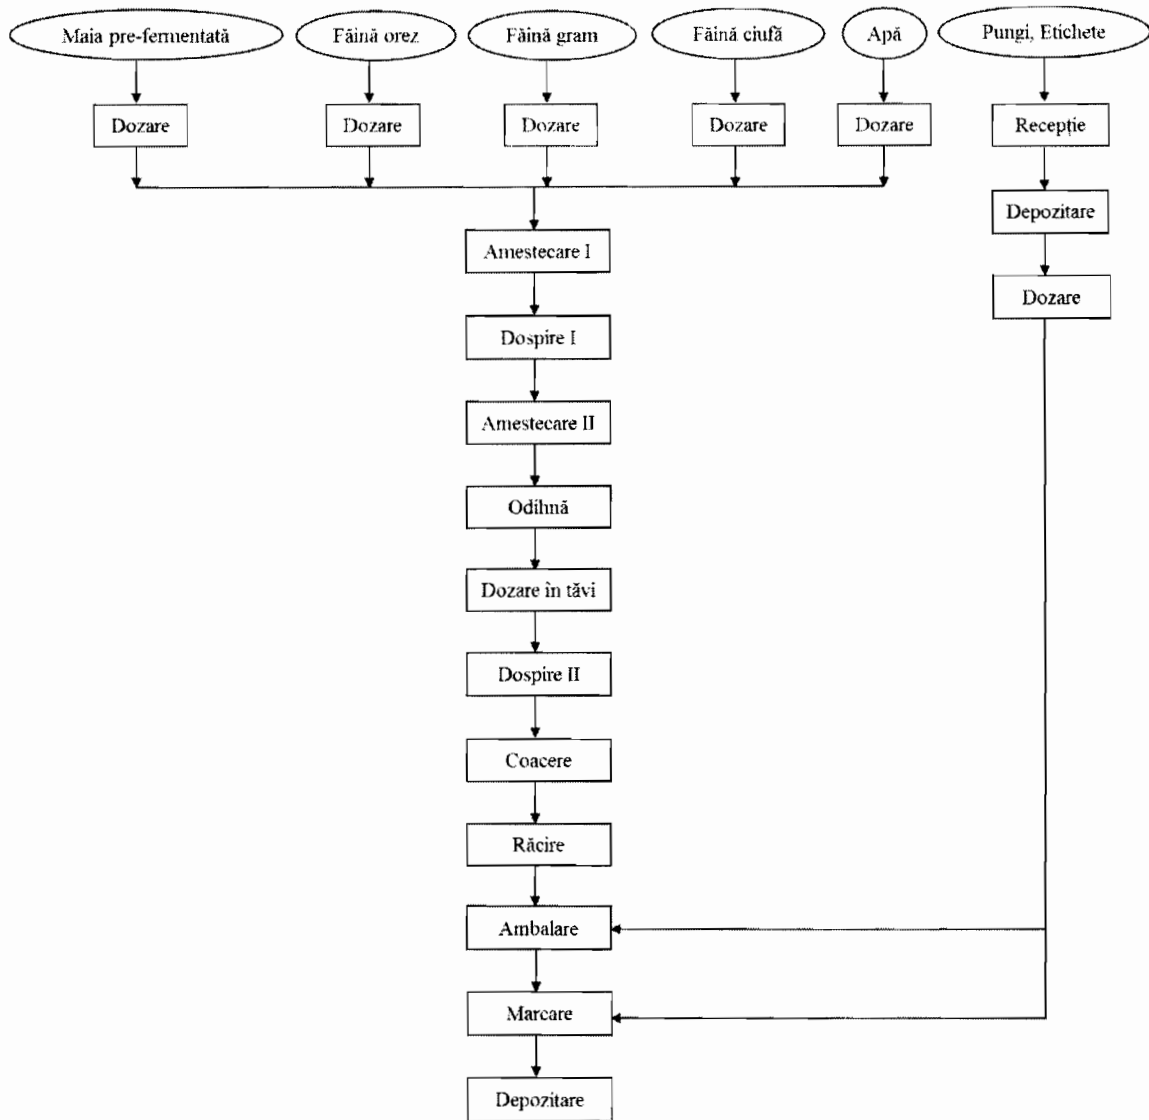 Maia pre-fermentată
Făină orez
Făină gram
Făină ciufă
Apă
Pungi, Etichete
Dozare
Dozare
Dozare
Dozare
Dozare
Recepție
Depozitare
Amestecare I
Dozare
Dospire I
Amestecare II
Odihnă
Dozare în tăvi
Dospire II
Coacere
Răcire
Ambalare
Marcare
Depozitare